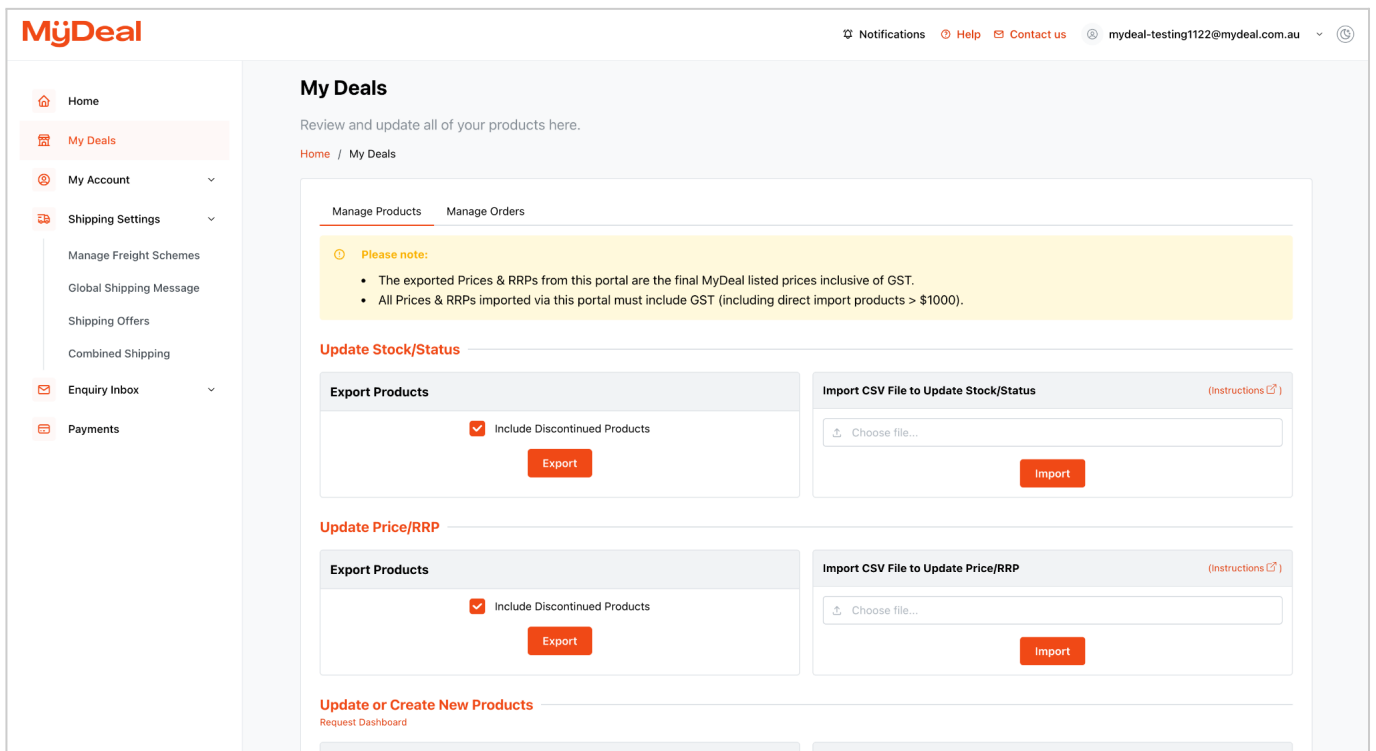 MyDeal
Notifications
Help
Contact us
mydeal-testing1122@mydeal.com.au
Home
My Deals
My Account
Shipping Settings
Manage Freight Schemes
Global Shipping Message
Shipping Offers
Combined Shipping
Enquiry Inbox
Payments
My Deals
Review and update all of your products here.
Home / My Deals
Manage Products
Manage Orders
Please note:
• The exported Prices & RRPs from this portal are the final MyDeal listed prices inclusive of GST.
• All Prices & RRPs imported via this portal must include GST (including direct import products > $1000).
Update Stock/Status
Export Products
Include Discontinued Products
Export
Import CSV File to Update Stock/Status
(Instructions)
Choose file...
Import
Update Price/RRP
Export Products
Include Discontinued Products
Export
Import CSV File to Update Price/RRP
(Instructions)
Choose file...
Import
Update or Create New Products
Request Dashboard